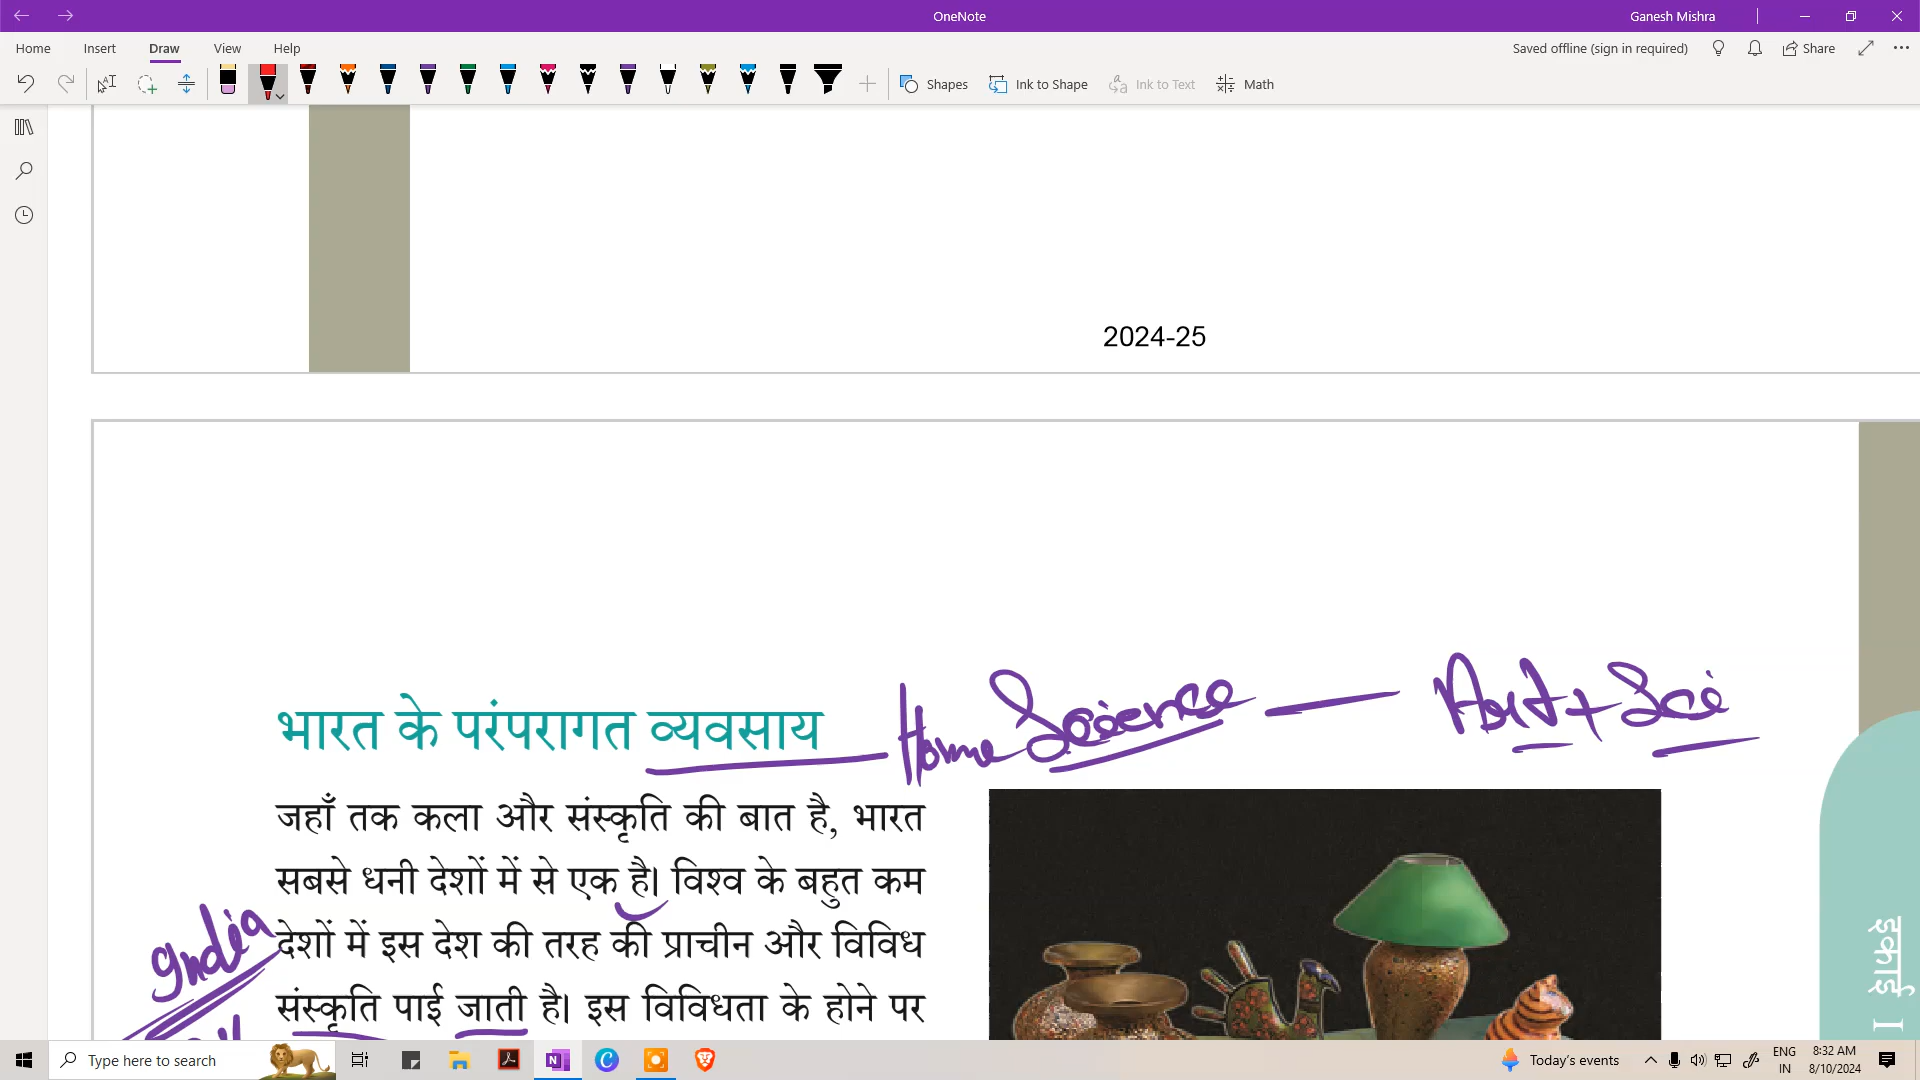 OneNote
Ganesh Mishra
Home Insert Draw View Help
Saved offline (sign in required)
Share
Shapes
Ink to Shape
Ink to Text
Math
2024-25
भारत के परंपरागत व्यवसाय
Home Science — Art + Sci
जहाँ तक कला और संस्कृति की बात है, भारत
सबसे धनी देशों में से एक है। विश्व के बहुत कम
India
देशों में इस देश की तरह की प्राचीन और विविध
संस्कृति पाई जाती है। इस विविधता के होने पर
इकाई I
Type here to search
Today's events
ENG
IN
8:32 AM
8/10/2024